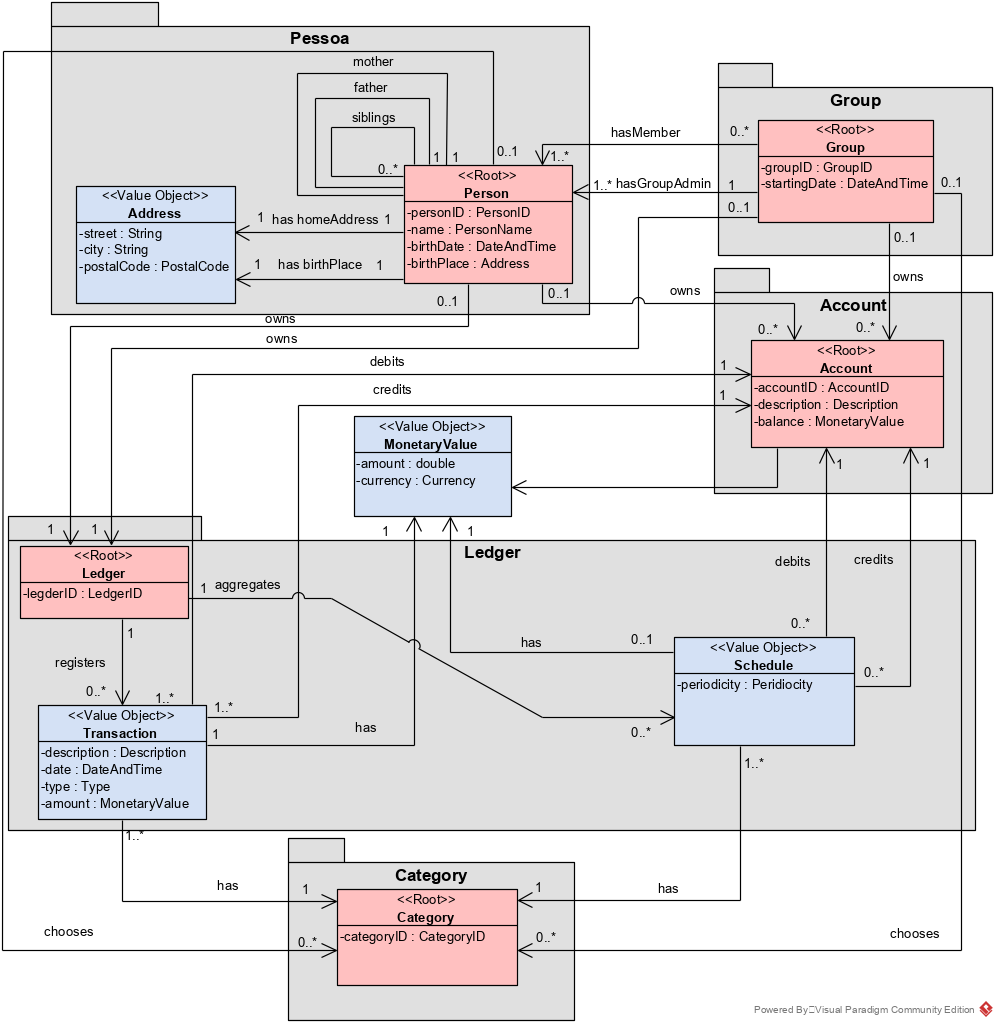 Pessoa
mother
father
siblings
0..*
1
1
0..1
1..*
<<Root>>
Person
-personID : PersonID
-name : PersonName
-birthDate : DateAndTime
-birthPlace : Address
<<Value Object>>
Address
-street : String
-city : String
-postalCode : PostalCode
1
has homeAddress
1
1
has birthPlace
1
0..1
0..1
Group
hasMember
0..*
<<Root>>
Group
-groupID : GroupID
-startingDate : DateAndTime
1..*
hasGroupAdmin
1
0..1
0..1
0..1
owns
owns
owns
owns
Account
0..*
0..*
<<Root>>
Account
-accountID : AccountID
-description : Description
-balance : MonetaryValue
debits
1
credits
1
1
1
<<Value Object>>
MonetaryValue
-amount : double
-currency : Currency
1
1
1
1
Ledger
<<Root>>
Ledger
-legderID : LedgerID
1
aggregates
debits
credits
1
registers
0..*
1..*
1..*
has
0..1
0..*
0..*
<<Value Object>>
Schedule
-periodicity : Peridiocity
0..*
1..*
<<Value Object>>
Transaction
-description : Description
-date : DateAndTime
-type : Type
-amount : MonetaryValue
1
has
1..*
Category
has
1
1
has
<<Root>>
Category
-categoryID : CategoryID
chooses
0..*
0..*
chooses
Powered By Visual Paradigm Community Edition